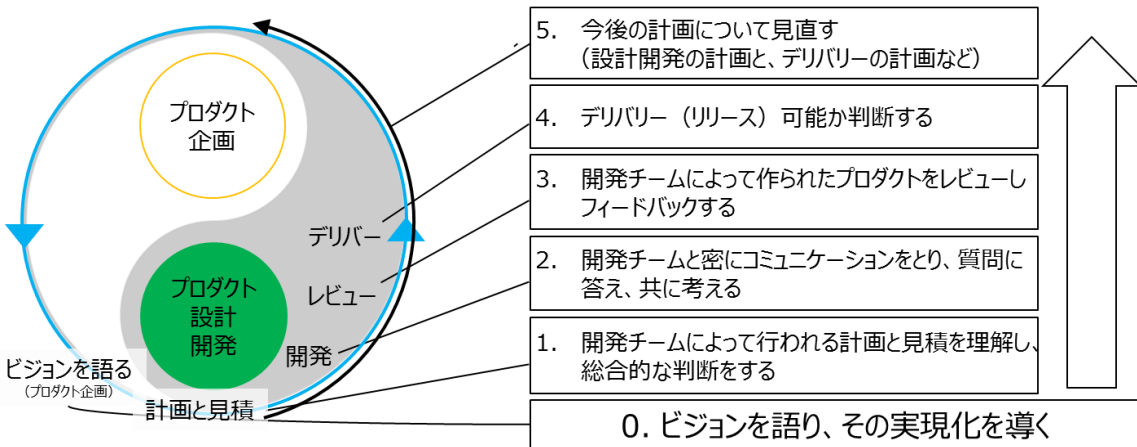 プロダクト
企画
デリバー
レビュー
プロダクト
設計
開発
開発
ビジョンを語る
(プロダクト企画)
計画と見積
5. 今後の計画について見直す
(設計開発の計画と、デリバリーの計画など)
4. デリバリー(リリース)可能か判断する
3. 開発チームによって作られたプロダクトをレビューし
フィードバックする
2. 開発チームと密にコミュニケーションをとり、質問に
答え、共に考える
1. 開発チームによって行われる計画と見積を理解し、
総合的な判断をする
0. ビジョンを語り、その実現化を導く